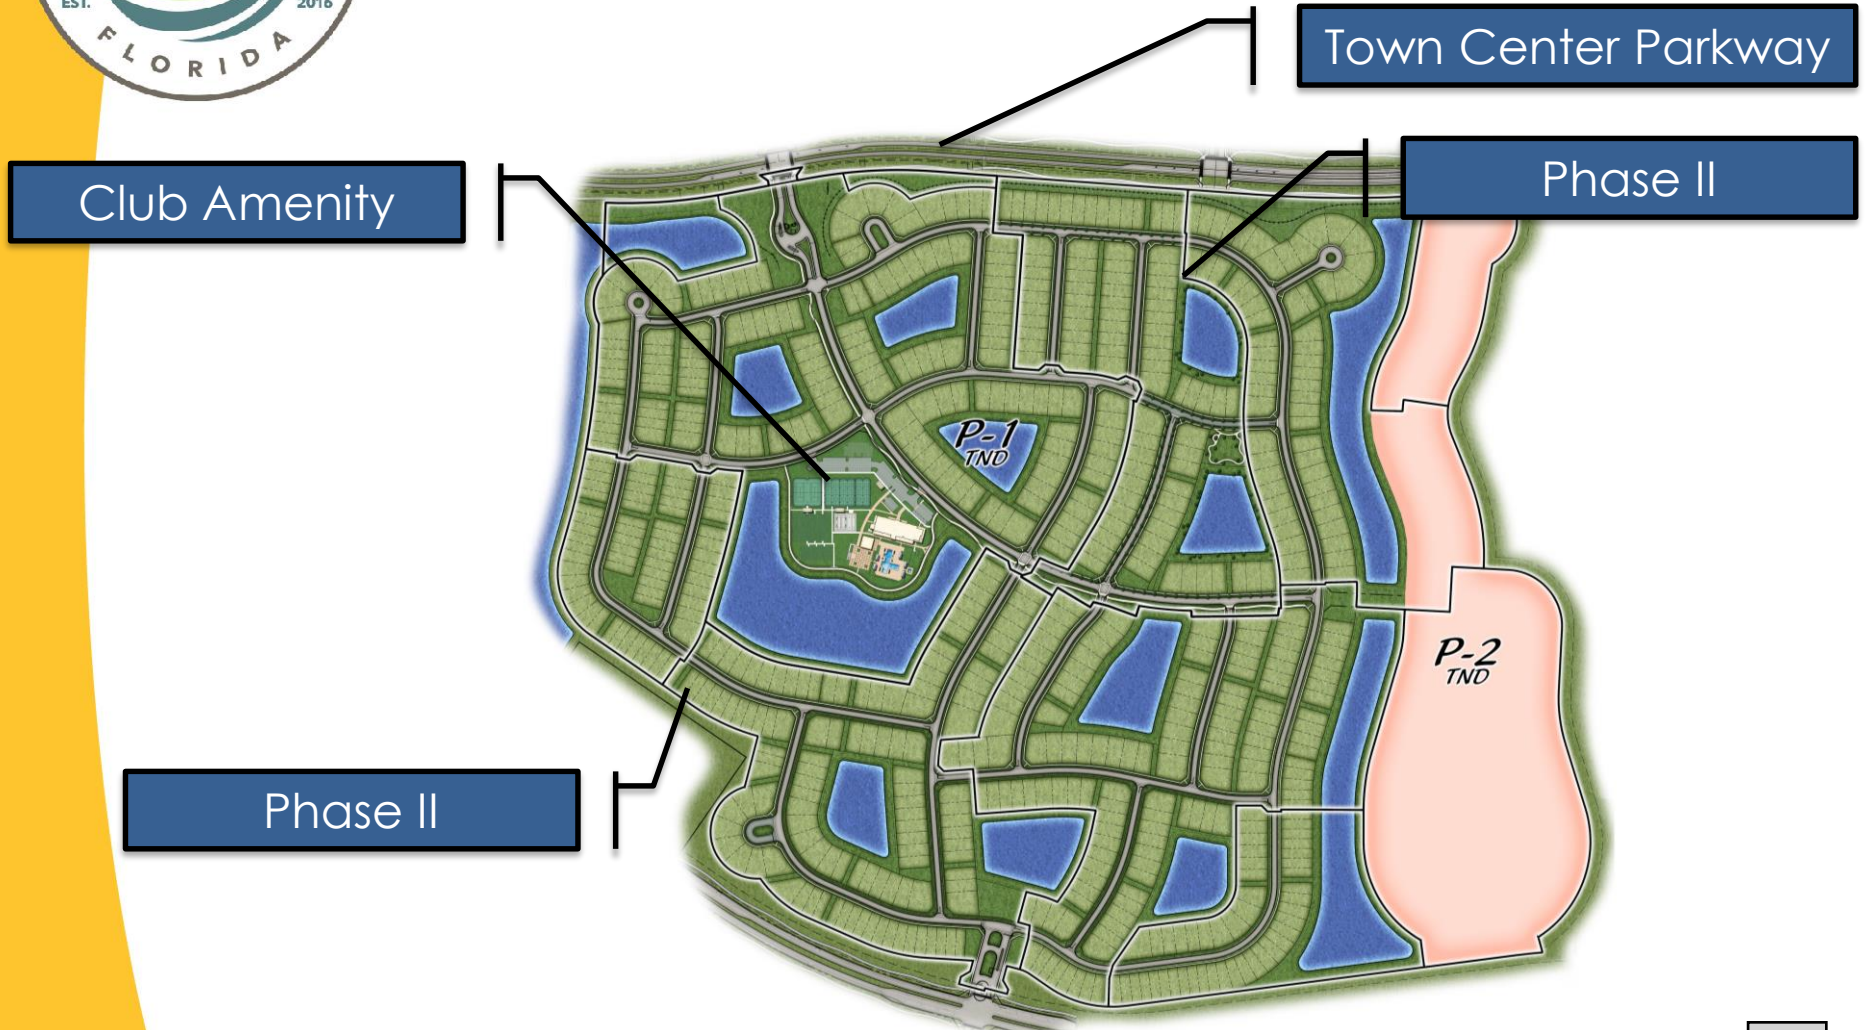 EST.
2016
FLORIDA
Town Center Parkway
Phase II
Club Amenity
P-1
TND
P-2
TND
Phase II